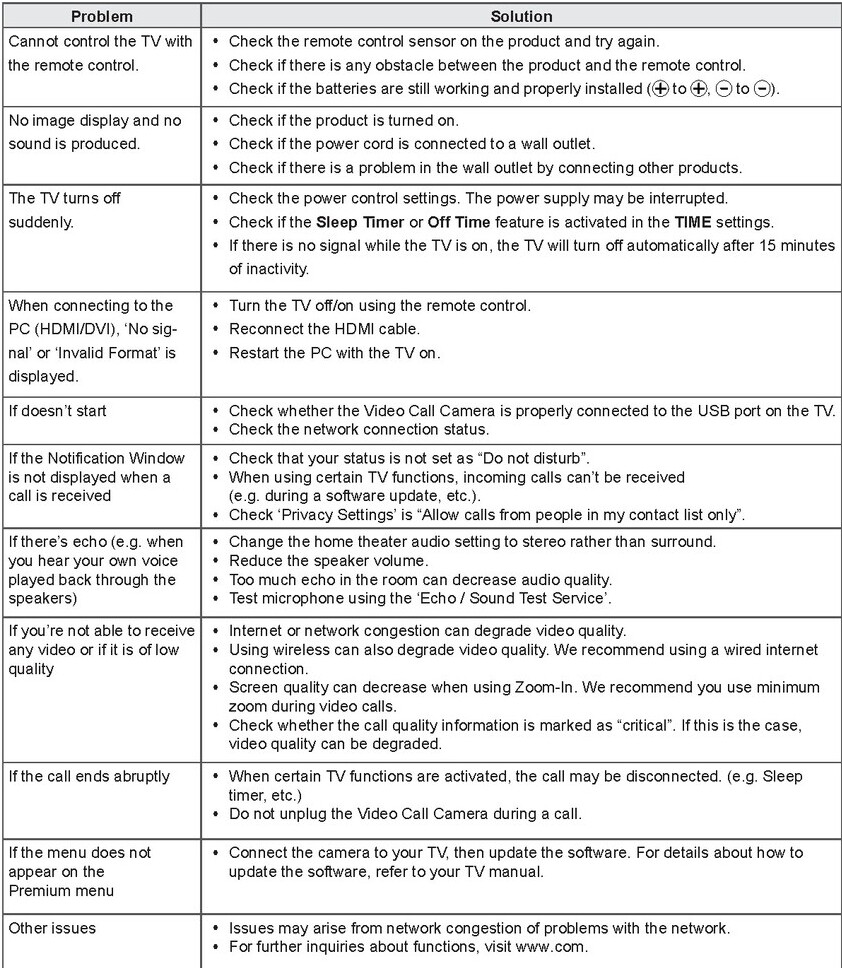 Problem
Solution
Cannot control the TV with
the remote control.
• Check the remote control sensor on the product and try again.
• Check if there is any obstacle between the product and the remote control.
• Check if the batteries are still working and properly installed (⊕ to ⊕, ⊖ to ⊖).
No image display and no
sound is produced.
• Check if the product is turned on.
• Check if the power cord is connected to a wall outlet.
• Check if there is a problem in the wall outlet by connecting other products.
The TV turns off
suddenly.
• Check the power control settings. The power supply may be interrupted.
• Check if the Sleep Timer or Off Time feature is activated in the TIME settings.
• If there is no signal while the TV is on, the TV will turn off automatically after 15 minutes
of inactivity.
When connecting to the
PC (HDMI/DVI), ‘No sig-
nal’ or ‘Invalid Format’ is
displayed.
• Turn the TV off/on using the remote control.
• Reconnect the HDMI cable.
• Restart the PC with the TV on.
If doesn’t start
• Check whether the Video Call Camera is properly connected to the USB port on the TV.
• Check the network connection status.
If the Notification Window
is not displayed when a
call is received
• Check that your status is not set as “Do not disturb”.
• When using certain TV functions, incoming calls can’t be received
(e.g. during a software update, etc.).
• Check ‘Privacy Settings’ is “Allow calls from people in my contact list only”.
If there’s echo (e.g. when
you hear your own voice
played back through the
speakers)
• Change the home theater audio setting to stereo rather than surround.
• Reduce the speaker volume.
• Too much echo in the room can decrease audio quality.
• Test microphone using the ‘Echo / Sound Test Service’.
If you’re not able to receive
any video or if it is of low
quality
• Internet or network congestion can degrade video quality.
• Using wireless can also degrade video quality. We recommend using a wired internet
connection.
• Screen quality can decrease when using Zoom-In. We recommend you use minimum
zoom during video calls.
• Check whether the call quality information is marked as “critical”. If this is the case,
video quality can be degraded.
If the call ends abruptly
• When certain TV functions are activated, the call may be disconnected. (e.g. Sleep
timer, etc.)
• Do not unplug the Video Call Camera during a call.
If the menu does not
appear on the
Premium menu
• Connect the camera to your TV, then update the software. For details about how to
update the software, refer to your TV manual.
Other issues
• Issues may arise from network congestion of problems with the network.
• For further inquiries about functions, visit www.com.